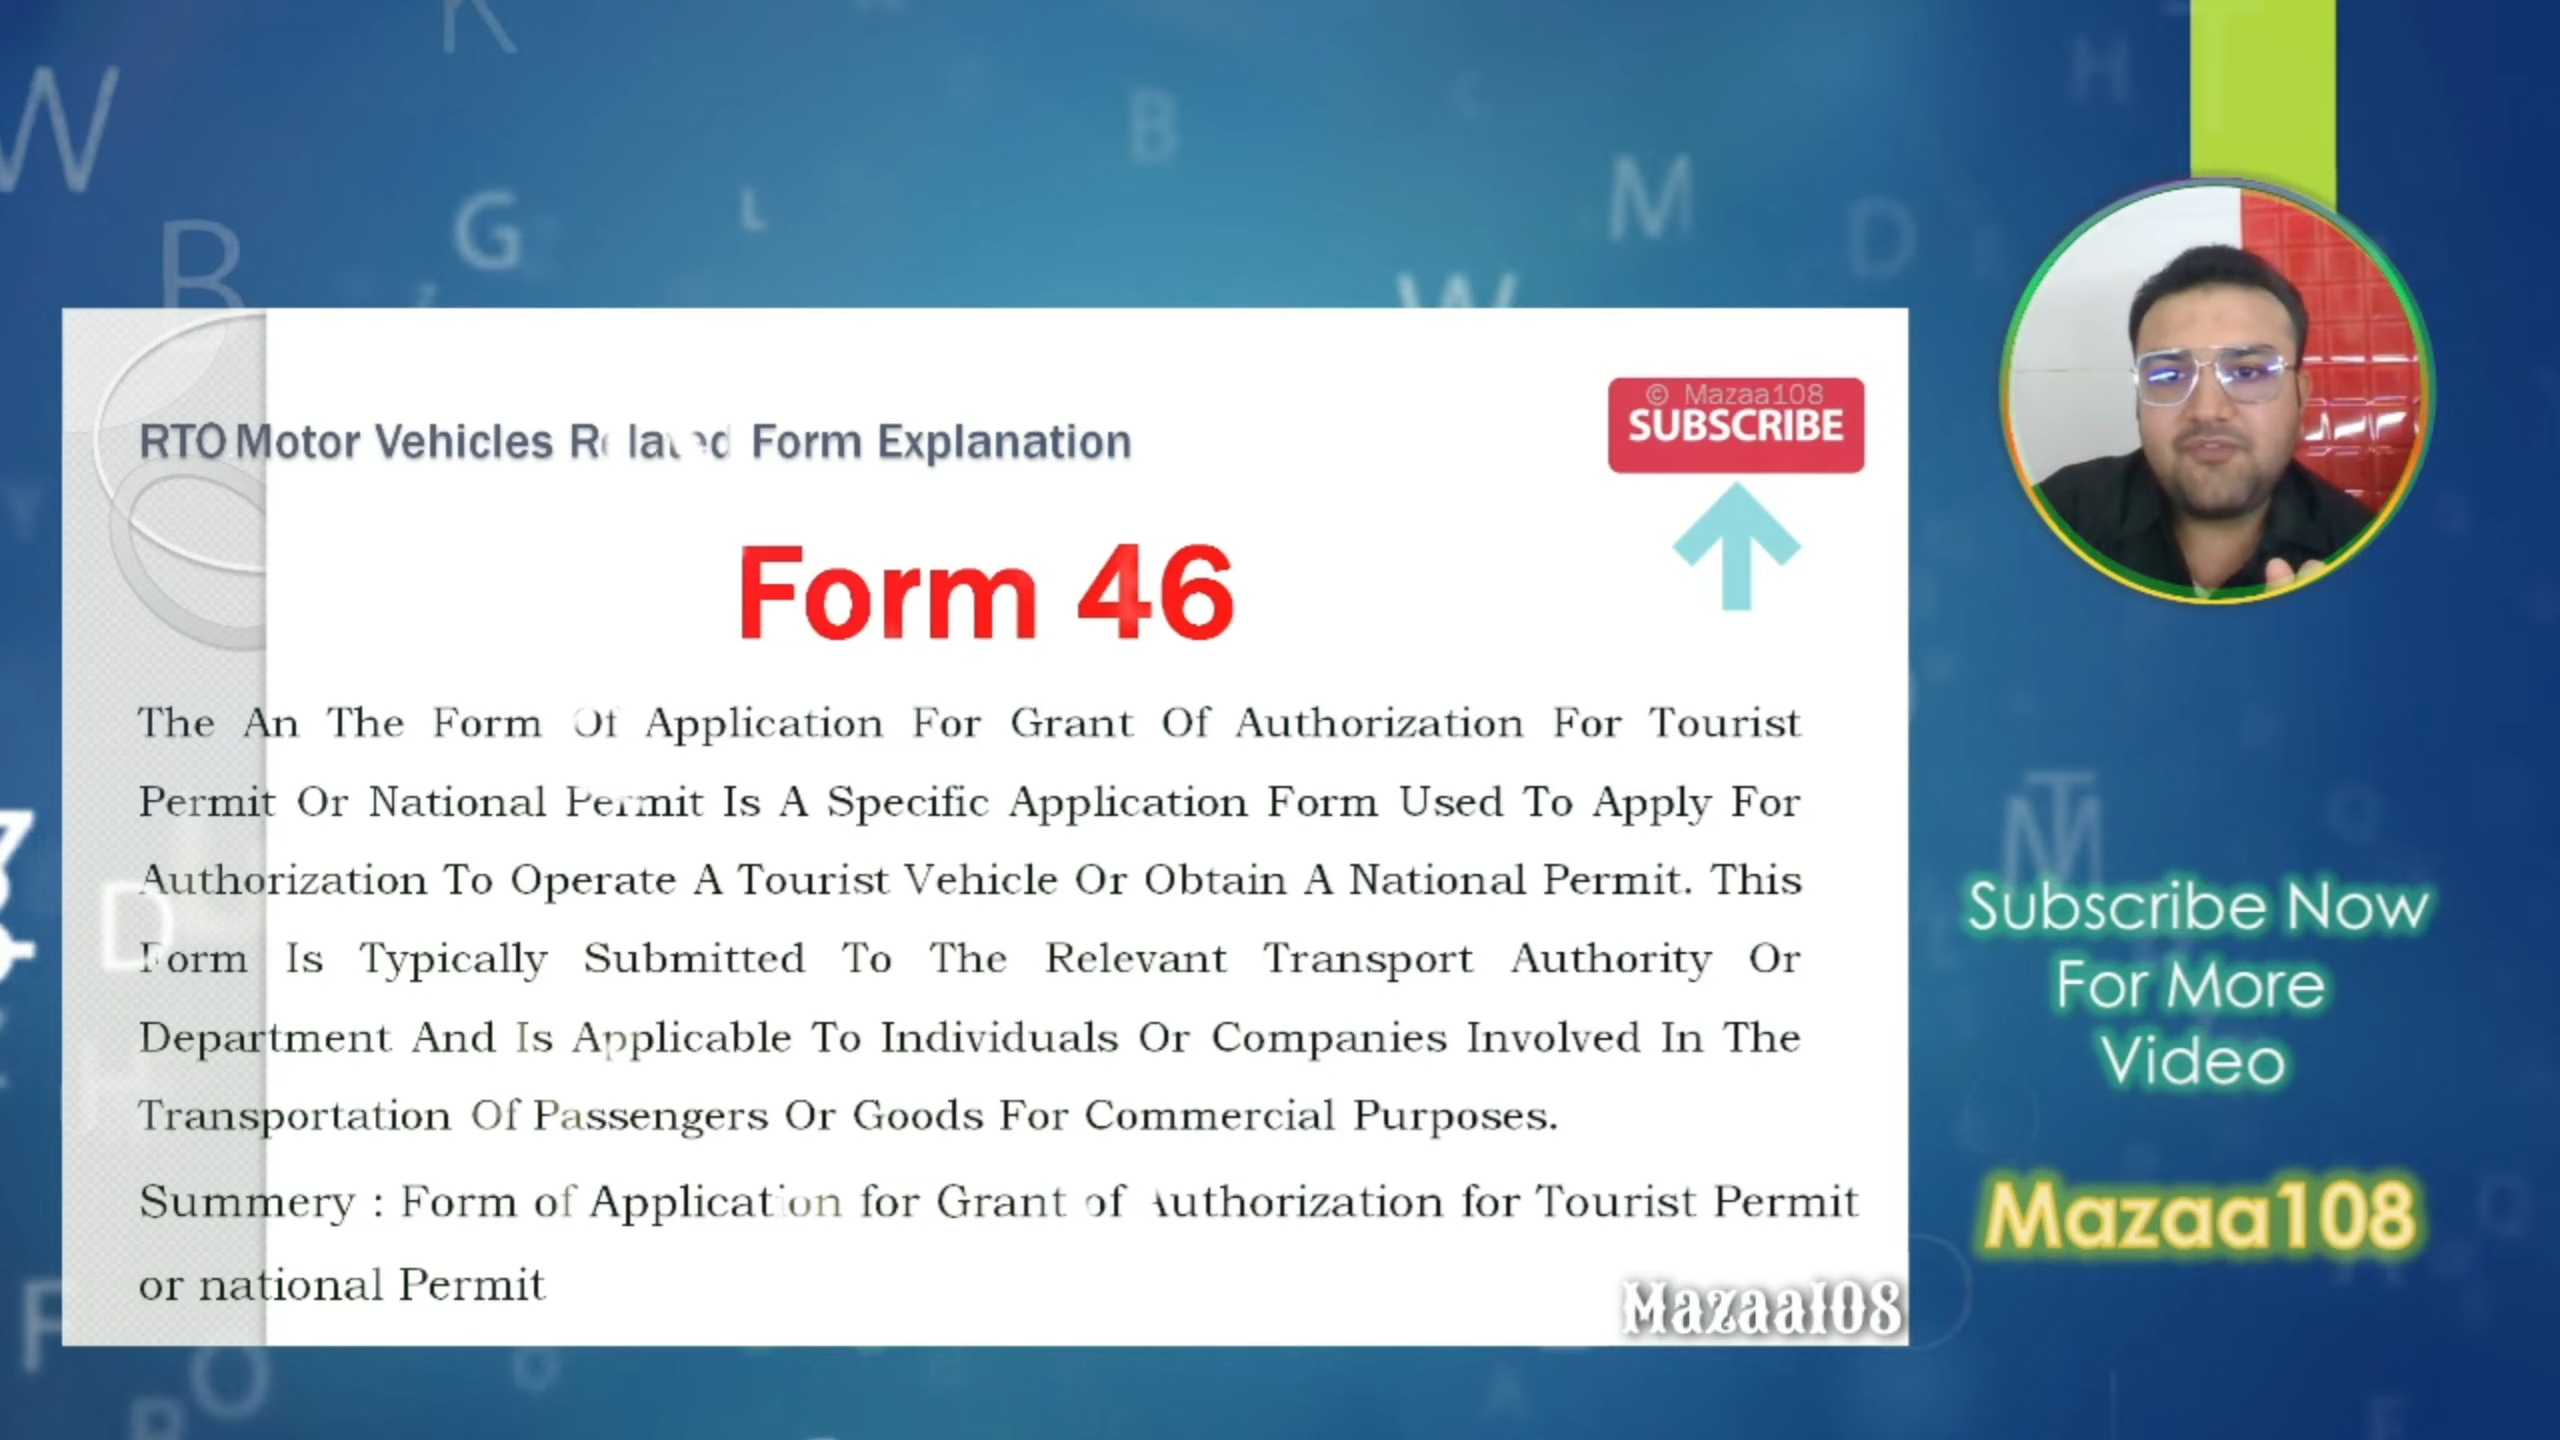 RTO Motor Vehicles Related Form Explanation
© Mazaa108
SUBSCRIBE
Form 46
The An The Form Of Application For Grant Of Authorization For Tourist
Permit Or National Permit Is A Specific Application Form Used To Apply For
Authorization To Operate A Tourist Vehicle Or Obtain A National Permit. This
Form Is Typically Submitted To The Relevant Transport Authority Or
Department And Is Applicable To Individuals Or Companies Involved In The
Transportation Of Passengers Or Goods For Commercial Purposes.
Summery : Form of Application for Grant of Authorization for Tourist Permit
or national Permit
Mazaa108
Subscribe Now
For More
Video
Mazaa108